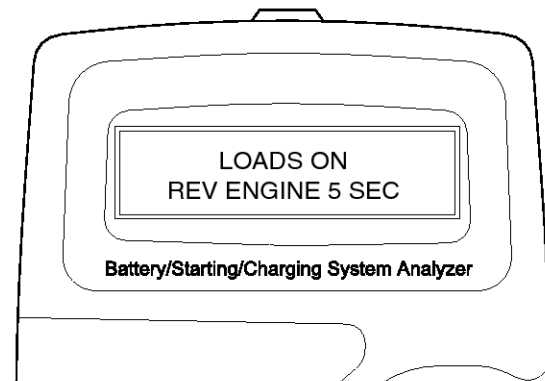 LOADS ON
REV ENGINE 5 SEC
Battery/Starting/Charging System Analyzer